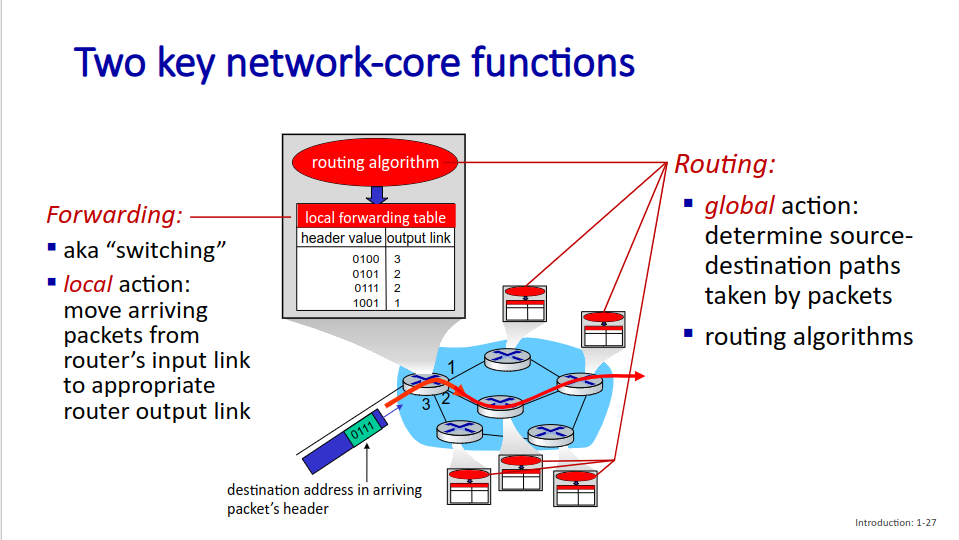 Two key network-core functions
Forwarding:
▪ aka “switching”
▪ local action:
move arriving
packets from
router’s input link
to appropriate
router output link
routing algorithm
local forwarding table
header value output link
0100 3
0101 2
0111 2
1001 1
1
2
3
0111
destination address in arriving
packet’s header
Routing:
▪ global action:
determine source-
destination paths
taken by packets
▪ routing algorithms
Introduction: 1-27